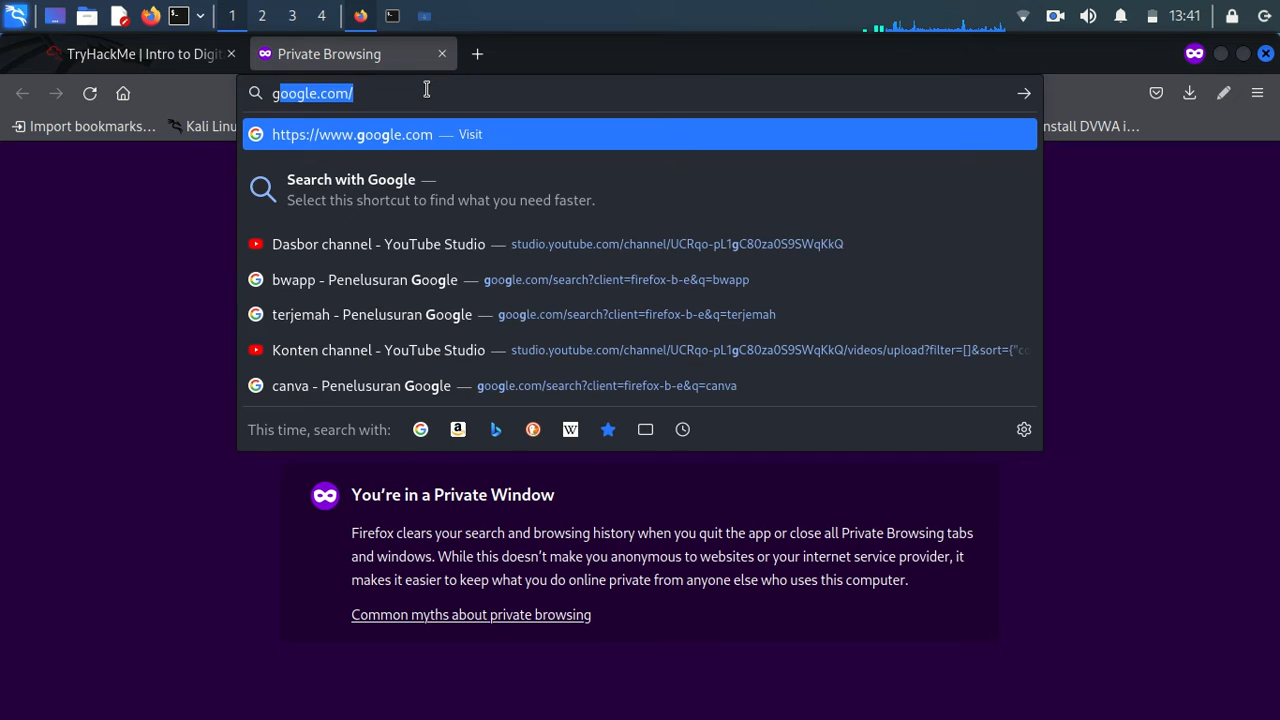 1 2 3 4 13:41
TryHackMe | Intro to Digit
Private Browsing
google.com/
Import bookmarks…
Kali Linu
nstall DVWA i…
https://www.google.com — Visit
Search with Google —
Select this shortcut to find what you need faster.
Dasbor channel - YouTube Studio — studio.youtube.com/channel/UCRqo-pL1gC80za0S9SWqKkQ
bwapp - Penelusuran Google — google.com/search?client=firefox-b-e&q=bwapp
terjemah - Penelusuran Google — google.com/search?client=firefox-b-e&q=terjemah
Konten channel - YouTube Studio — studio.youtube.com/channel/UCRqo-pL1gC80za0S9SWqKkQ/videos/upload?filter=[]&sort={"co
canva - Penelusuran Google — google.com/search?client=firefox-b-e&q=canva
This time, search with:
You're in a Private Window
Firefox clears your search and browsing history when you quit the app or close all Private Browsing tabs
and windows. While this doesn't make you anonymous to websites or your internet service provider, it
makes it easier to keep what you do online private from anyone else who uses this computer.
Common myths about private browsing